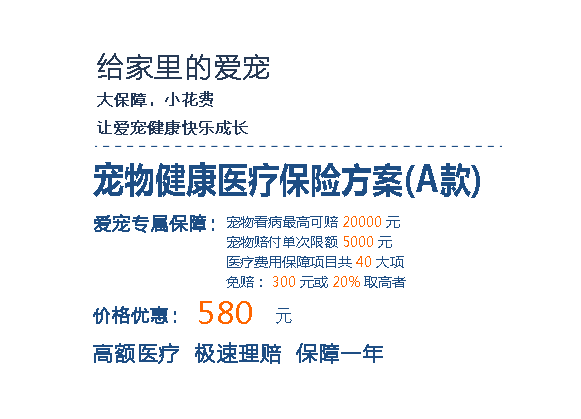 给家里的爱宠
大保障，小花费
让爱宠健康快乐成长
宠物健康医疗保险方案(A款)
爱宠专属保障：宠物看病最高可赔 20000 元
宠物赔付单次限额 5000 元
医疗费用保障项目共 40 大项
免赔：300 元或 20% 取高者
价格优惠：580 元
高额医疗 极速理赔 保障一年